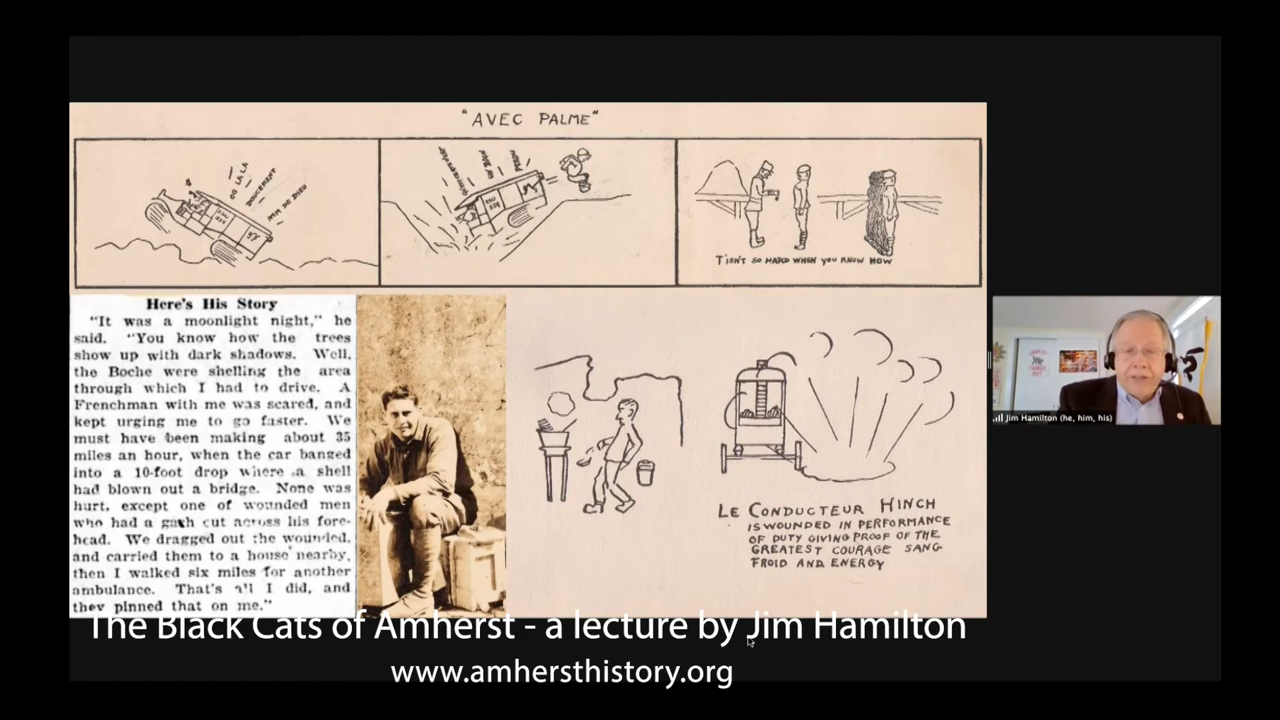 "AVEC PALME"
OO LA LA
DOUCEMENT
T'ISN'T SO HARD WHEN YOU KNOW HOW
Here's His Story
"It was a moonlight night," he
said. "You know how the trees
show up with dark shadows. Well,
the Boche were shelling the area
through which I had to drive. A
Frenchman with me was scared, and
kept urging me to go faster. We
must have been making about 35
miles an hour, when the car banged
into a 10-foot drop where a shell
had blown out a bridge. None was
hurt, except one of wounded men
who had a gash cut across his fore-
head. We dragged out the wounded,
and carried them to a house nearby,
then I walked six miles for another
ambulance. That's all I did, and
they pinned that on me."
LE CONDUCTEUR HINCH
IS WOUNDED IN PERFORMANCE
OF DUTY GIVING PROOF OF THE
GREATEST COURAGE SANG
FROID AND ENERGY
Jim Hamilton (he, him, his)
The Black Cats of Amherst - a lecture by Jim Hamilton
www.amhersthistory.org